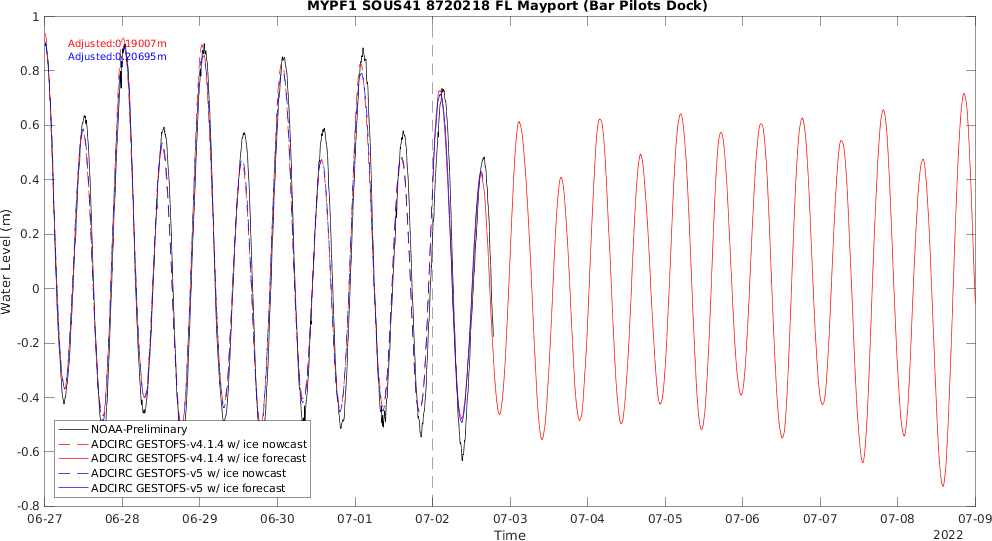 MYPF1 SOUS41 8720218 FL Mayport (Bar Pilots Dock)
Adjusted:0.19007m
Adjusted:0.20695m
Water Level (m)
1
0.8
0.6
0.4
0.2
0
-0.2
-0.4
-0.6
-0.8
NOAA-Preliminary
ADCIRC GESTOFS-v4.1.4 w/ ice nowcast
ADCIRC GESTOFS-v4.1.4 w/ ice forecast
ADCIRC GESTOFS-v5 w/ ice nowcast
ADCIRC GESTOFS-v5 w/ ice forecast
06-27 06-28 06-29 06-30 07-01 07-02 07-03 07-04 07-05 07-06 07-07 07-08 07-09
Time
2022